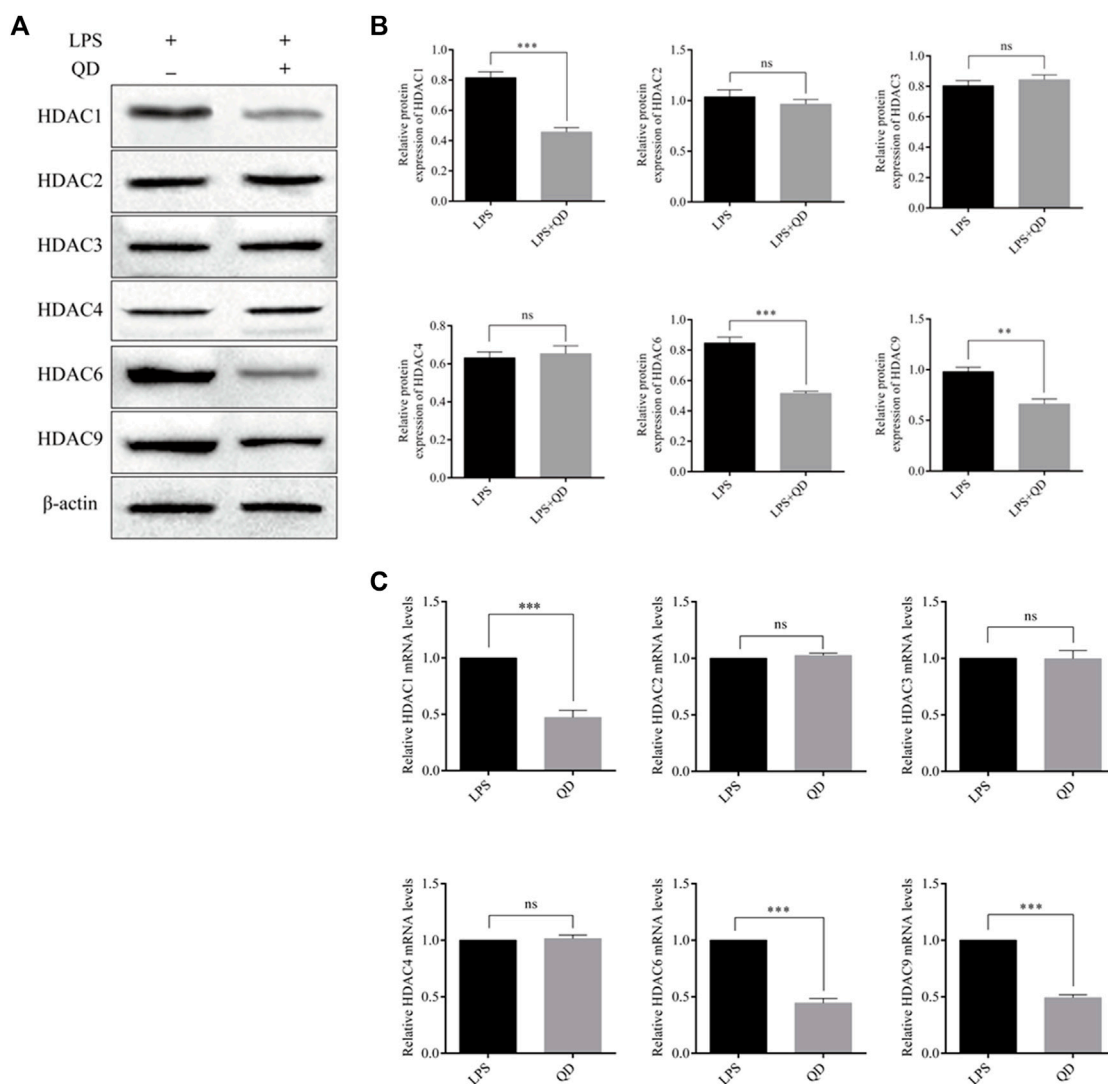 A
LPS + +
QD – +
HDAC1
HDAC2
HDAC3
HDAC4
HDAC6
HDAC9
β-actin
B
Relative protein
expression of HDAC1
1.0
0.8
0.6
0.4
0.2
0.0
***
LPS
LPS+QD
Relative protein
expression of HDAC2
1.5
1.0
0.5
0.0
ns
LPS
LPS+QD
Relative protein
expression of HDAC3
1.0
0.8
0.6
0.4
0.2
0.0
ns
LPS
LPS+QD
Relative protein
expression of HDAC4
0.8
0.6
0.4
0.2
0.0
ns
LPS
LPS+QD
Relative protein
expression of HDAC6
1.0
0.8
0.6
0.4
0.2
0.0
***
LPS
LPS+QD
Relative protein
expression of HDAC9
1.5
1.0
0.5
0.0
**
LPS
LPS+QD
C
Relative HDAC1 mRNA levels
1.5
1.0
0.5
0.0
***
LPS
QD
Relative HDAC2 mRNA levels
1.5
1.0
0.5
0.0
ns
LPS
QD
Relative HDAC3 mRNA levels
1.5
1.0
0.5
0.0
ns
LPS
QD
Relative HDAC4 mRNA levels
1.5
1.0
0.5
0.0
ns
LPS
QD
Relative HDAC6 mRNA levels
1.5
1.0
0.5
0.0
***
LPS
QD
Relative HDAC9 mRNA levels
1.5
1.0
0.5
0.0
***
LPS
QD